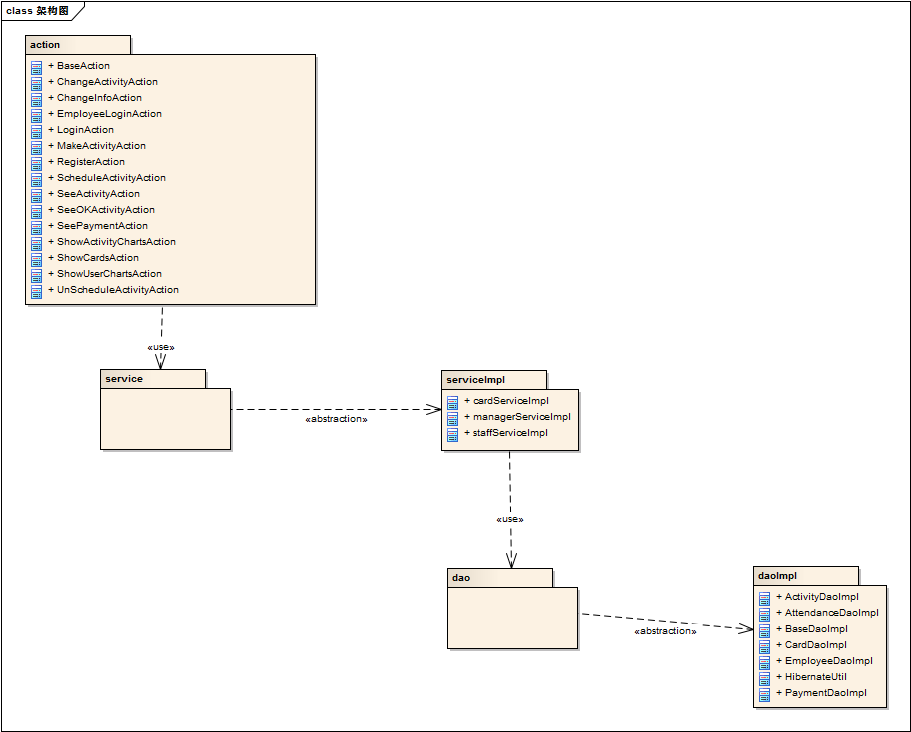 class 架构图
action
+ BaseAction
+ ChangeActivityAction
+ ChangeInfoAction
+ EmployeeLoginAction
+ LoginAction
+ MakeActivityAction
+ RegisterAction
+ ScheduleActivityAction
+ SeeActivityAction
+ SeeOKActivityAction
+ SeePaymentAction
+ ShowActivityChartsAction
+ ShowCardsAction
+ ShowUserChartsAction
+ UnScheduleActivityAction
«use»
service
«abstraction»
serviceImpl
+ cardServiceImpl
+ managerServiceImpl
+ staffServiceImpl
«use»
dao
«abstraction»
daoImpl
+ ActivityDaoImpl
+ AttendanceDaoImpl
+ BaseDaoImpl
+ CardDaoImpl
+ EmployeeDaoImpl
+ HibernateUtil
+ PaymentDaoImpl